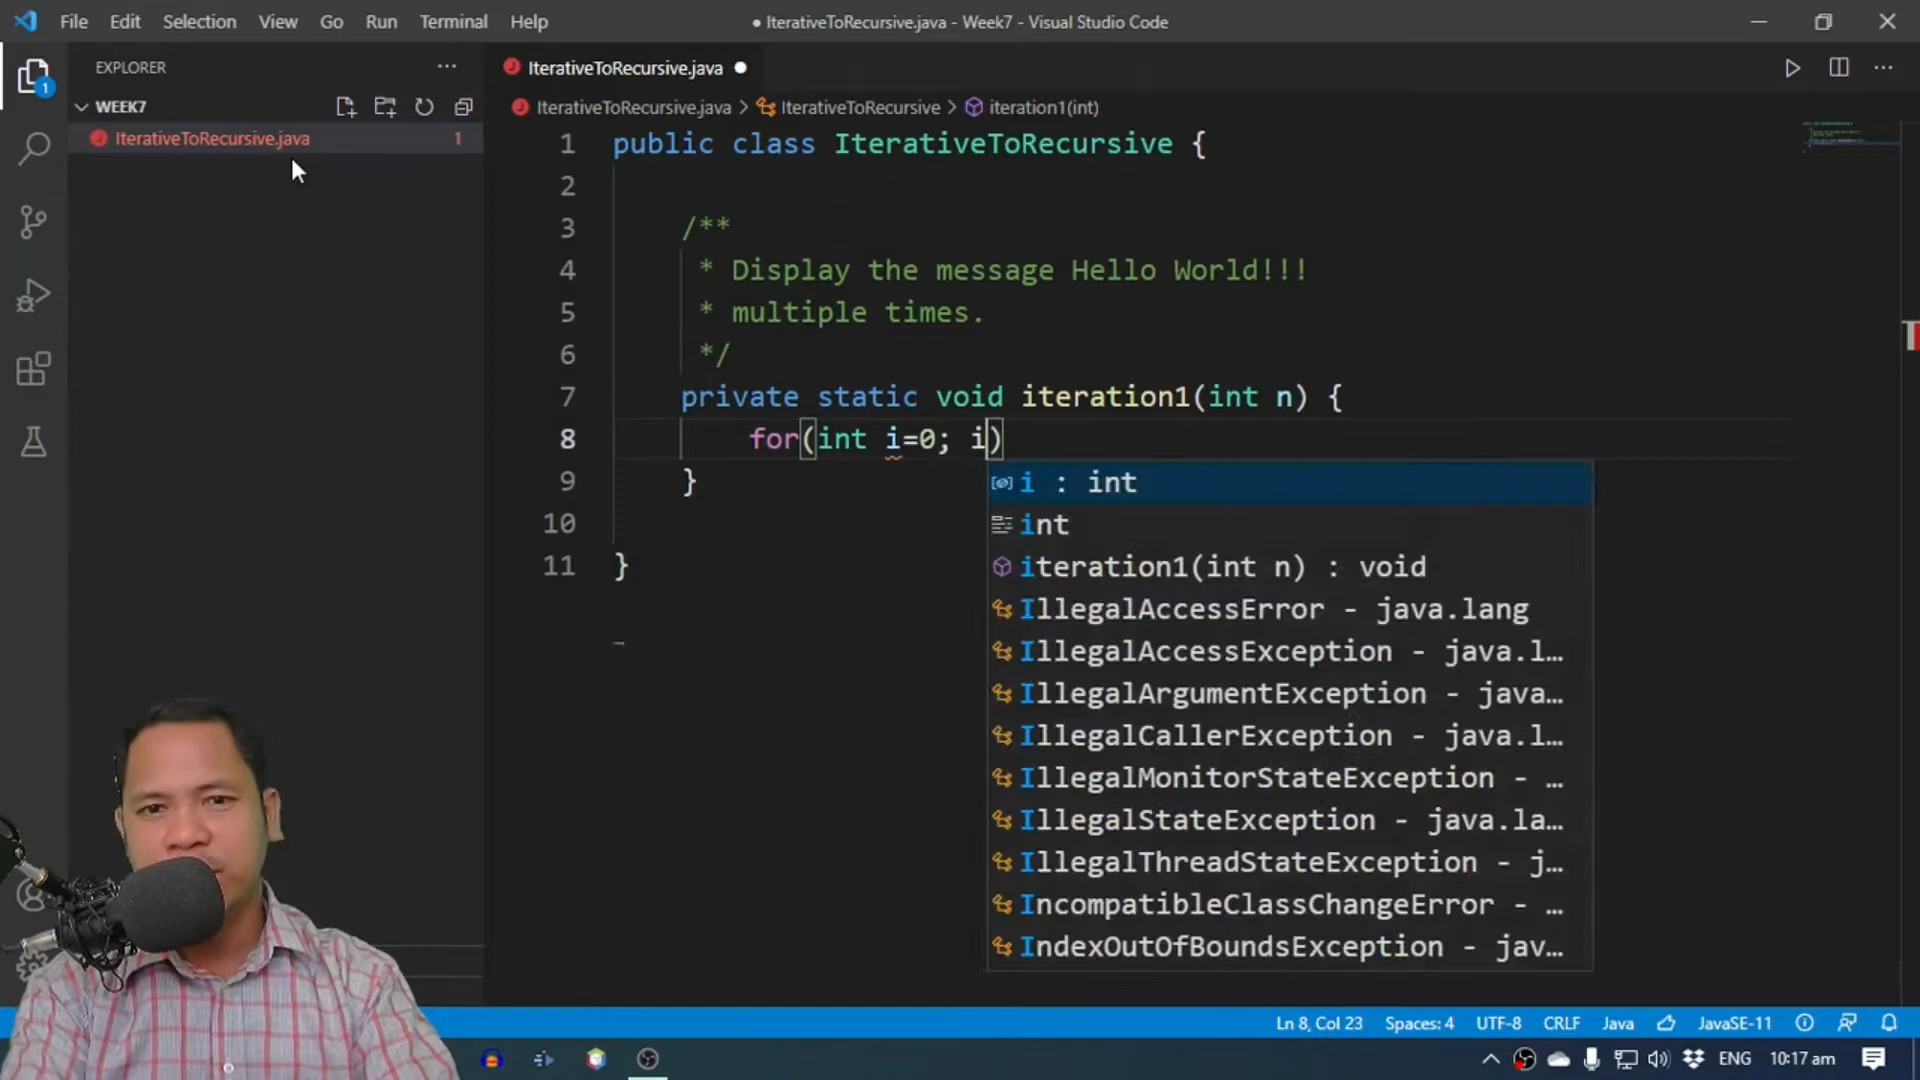 File Edit Selection View Go Run Terminal Help
● IterativeToRecursive.java - Week7 - Visual Studio Code
EXPLORER
WEEK7
IterativeToRecursive.java 1
1
IterativeToRecursive.java ●
IterativeToRecursive.java > IterativeToRecursive > iteration1(int)
1 public class IterativeToRecursive {
2
3 /**
4 * Display the message Hello World!!!
5 * multiple times.
6 */
7 private static void iteration1(int n) {
8 for(int i=0; i)
9 }
10
11 }
i : int
int
iteration1(int n) : void
IllegalAccessError - java.lang
IllegalAccessException - java.l…
IllegalArgumentException - java…
IllegalCallerException - java.l…
IllegalMonitorStateException - …
IllegalStateException - java.la…
IllegalThreadStateException - j…
IncompatibleClassChangeError - …
IndexOutOfBoundsException - jav…
Ln 8, Col 23 Spaces: 4 UTF-8 CRLF Java JavaSE-11
ENG 10:17 am